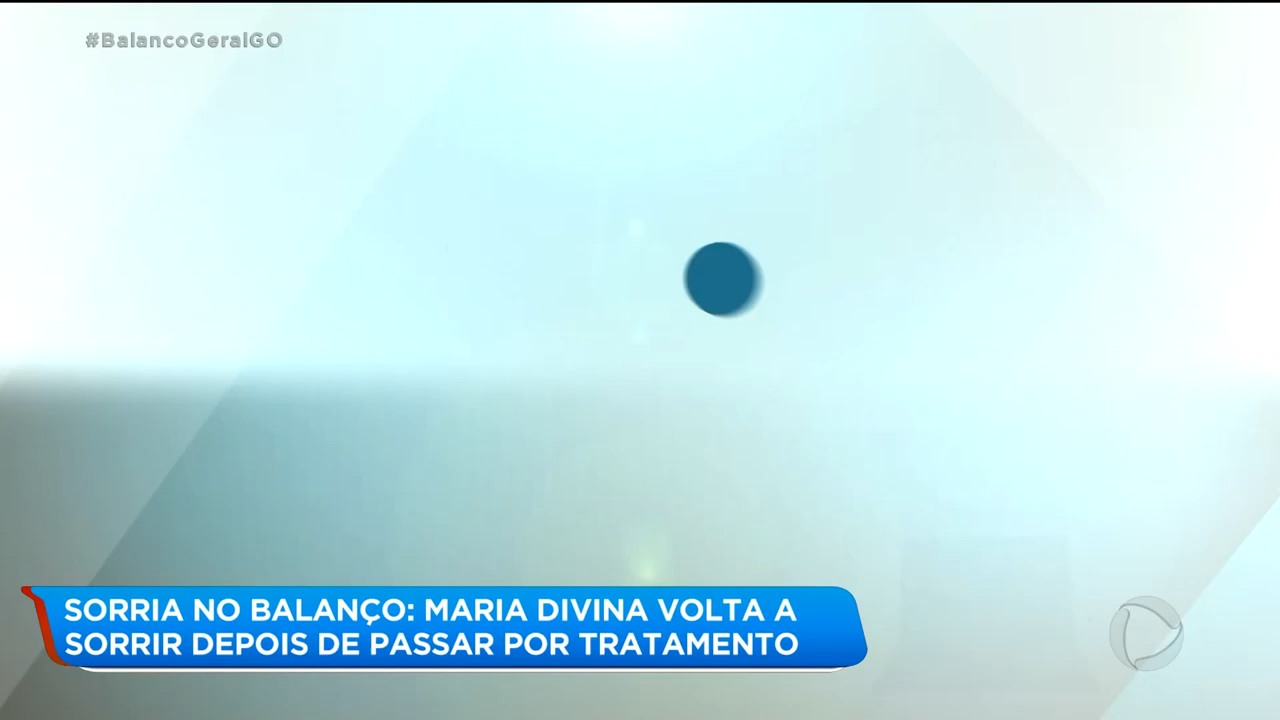 #BalancoGeralGO
SORRIA NO BALANÇO: MARIA DIVINA VOLTA A
SORRIR DEPOIS DE PASSAR POR TRATAMENTO